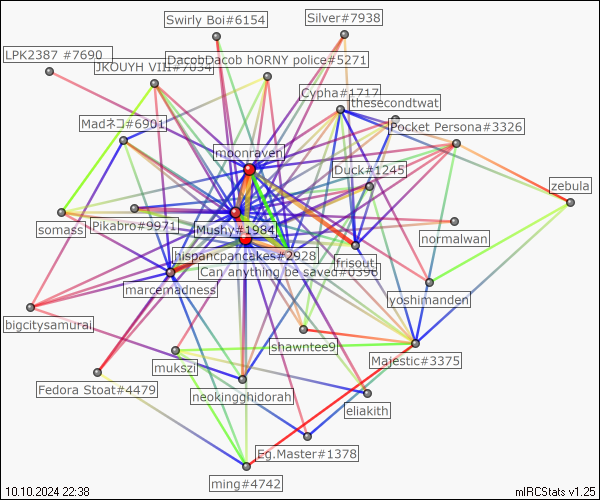 Swirly Boi#6154
Silver#7938
LPK2387 #7690
DacobDacob hORNY police#5271
JKOUYH VIII#7034
Cypha#1717
thesecondtwat
Madネコ#6901
Pocket Persona#3326
moonraven
Duck#1245
zebula
somass
Pikabro#9971
Mushy#1984
normalwan
hispancpancakes#2928
frisout
Can anything be saved#0398
marcemadness
yoshimanden
bigcitysamurai
shawntee9
Majestic#3375
mukszi
Fedora Stoat#4479
neokingghidorah
eliakith
Eg.Master#1378
ming#4742
10.10.2024 22:38
mIRCStats v1.25